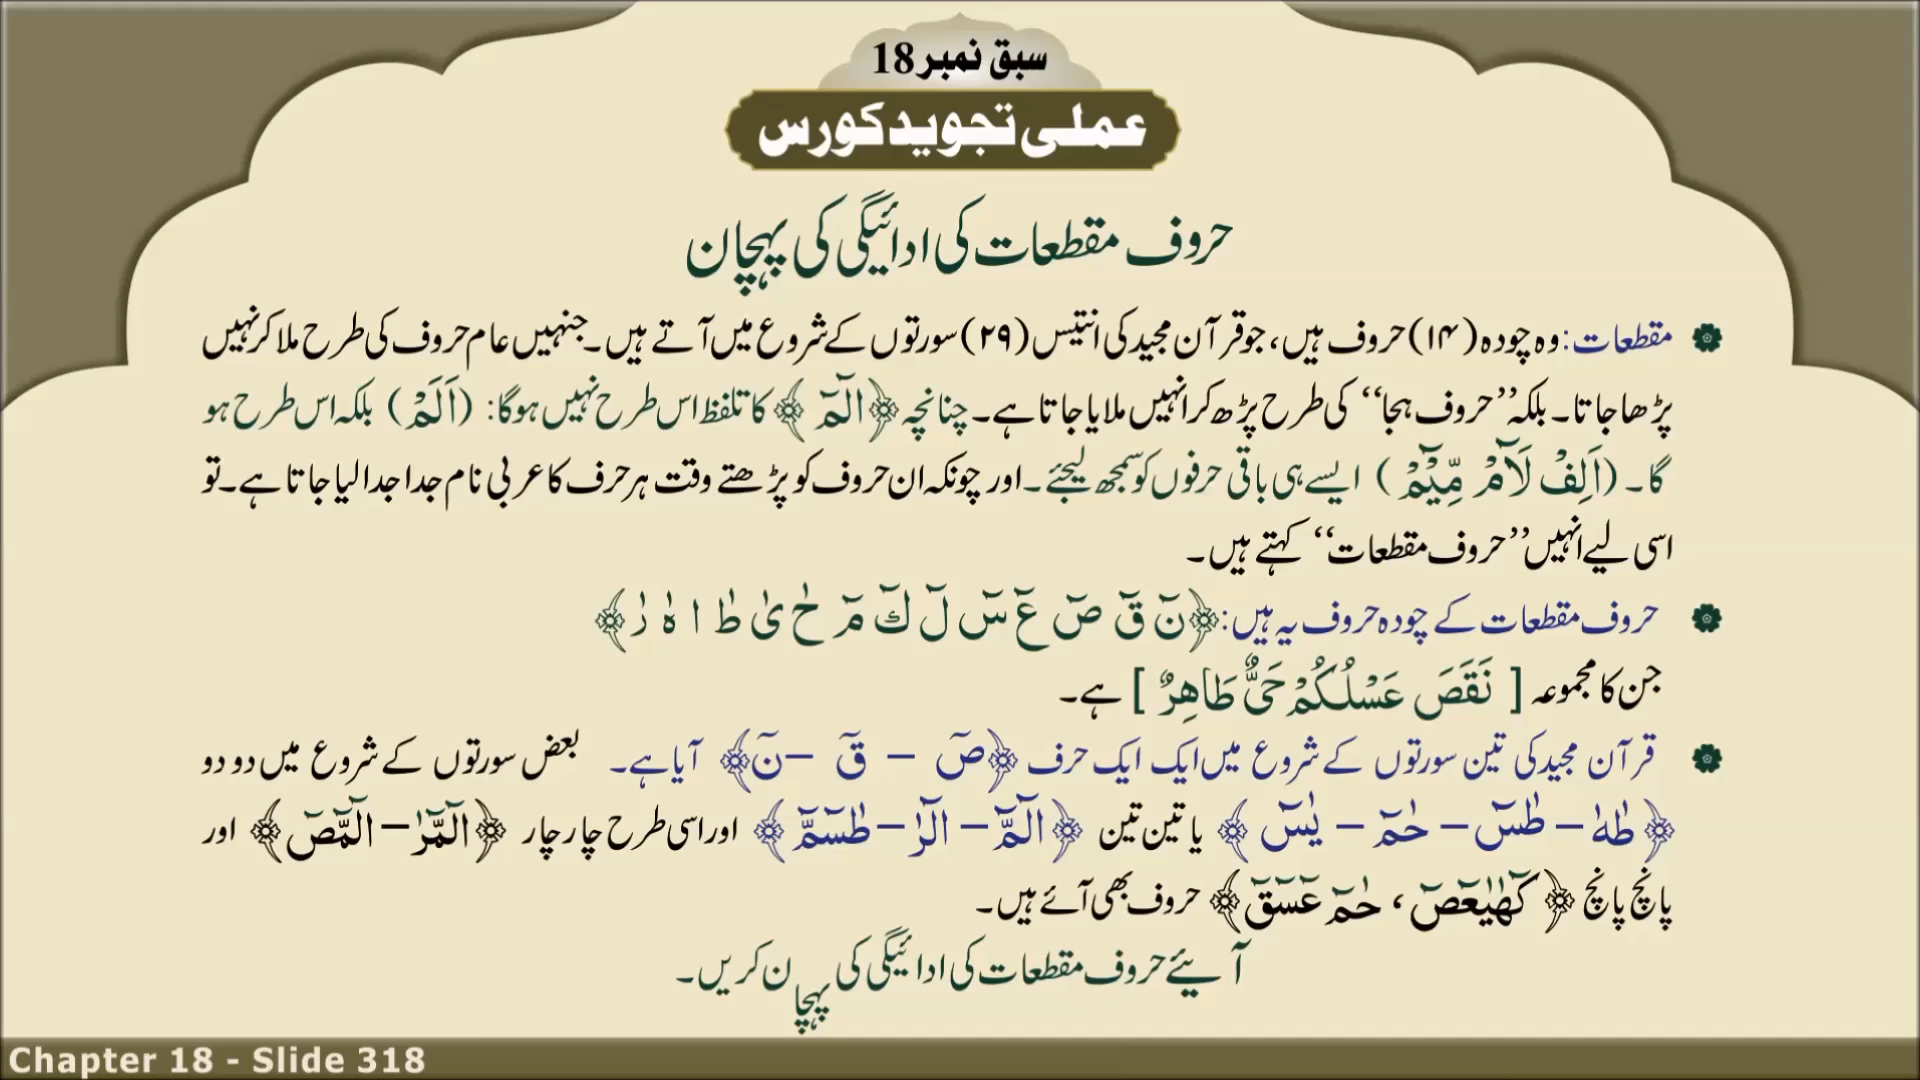 سبق نمبر 18
عملی تجوید کورس
حروف مقطعات کی ادائیگی کی پہچان
مقطعات: وہ چودہ (۱۴) حروف ہیں، جو قرآن مجید کی انتیس (۲۹) سورتوں کے شروع میں آتے ہیں۔ جنہیں عام حروف کی طرح ملا کر نہیں
پڑھا جاتا۔ بلکہ ’’حروف ہجا‘‘ کی طرح پڑھ کر انہیں ملایا جاتا ہے۔ چنانچہ ﴿الٓمٓ﴾ کا تلفظ اس طرح نہیں ہوگا: (اَلَمْ) بلکہ اس طرح ہو
گا۔ (اَلِفْ لَآمْ مِّيْٓمْ) ایسے ہی باقی حرفوں کو سمجھ لیجئے۔ اور چونکہ ان حروف کو پڑھتے وقت ہر حرف کا عربی نام جدا جدا لیا جاتا ہے۔ تو
اسی لیے انہیں ’’حروف مقطعات‘‘ کہتے ہیں۔
حروف مقطعات کے چودہ حروف یہ ہیں: ﴿نٓ قٓ صٓ عٓ سٓ لٓ كٓ مٓ حٰ یٰ طٰ ا هٰ رٰ﴾
جن کا مجموعہ [ نَقَصَ عَسْلُكُمْ حَيٌّ طَاهِرٌ ] ہے۔
قرآن مجید کی تین سورتوں کے شروع میں ایک ایک حرف ﴿صٓ – قٓ – نٓ﴾ آیا ہے۔ بعض سورتوں کے شروع میں دو دو
﴿طٰهٰ – طٰسٓ – حٰمٓ – یٰسٓ﴾ یا تین تین ﴿الٓمّٓ – الٓرٰ – طٰسٓمّٓ﴾ اور اسی طرح چار چار ﴿الٓمّٓرٰ – الٓمّٓصٓ﴾ اور
پانچ پانچ ﴿كٓهٰيٰعٓصٓ ، حٰمٓ عٓسٓقٓ﴾ حروف بھی آئے ہیں۔
آیئے حروف مقطعات کی ادائیگی کی پہچان کریں۔
Chapter 18 - Slide 318